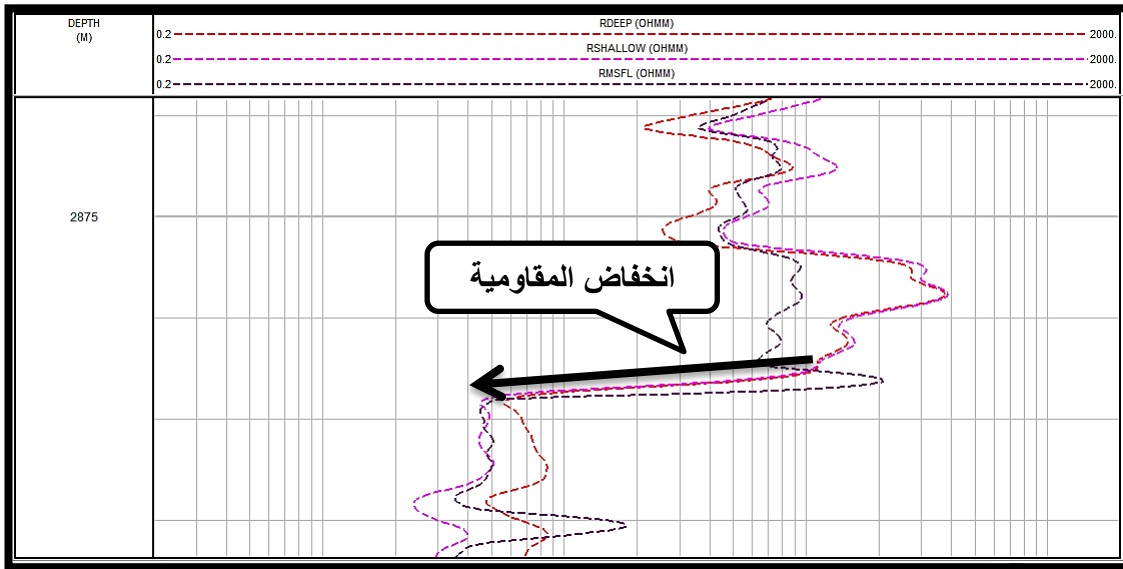 DEPTH
(M)
RDEEP (OHMM)
0.2 2000.
RSHALLOW (OHMM)
0.2 2000.
RMSFL (OHMM)
0.2 2000.
2875
انخفاض المقاومية